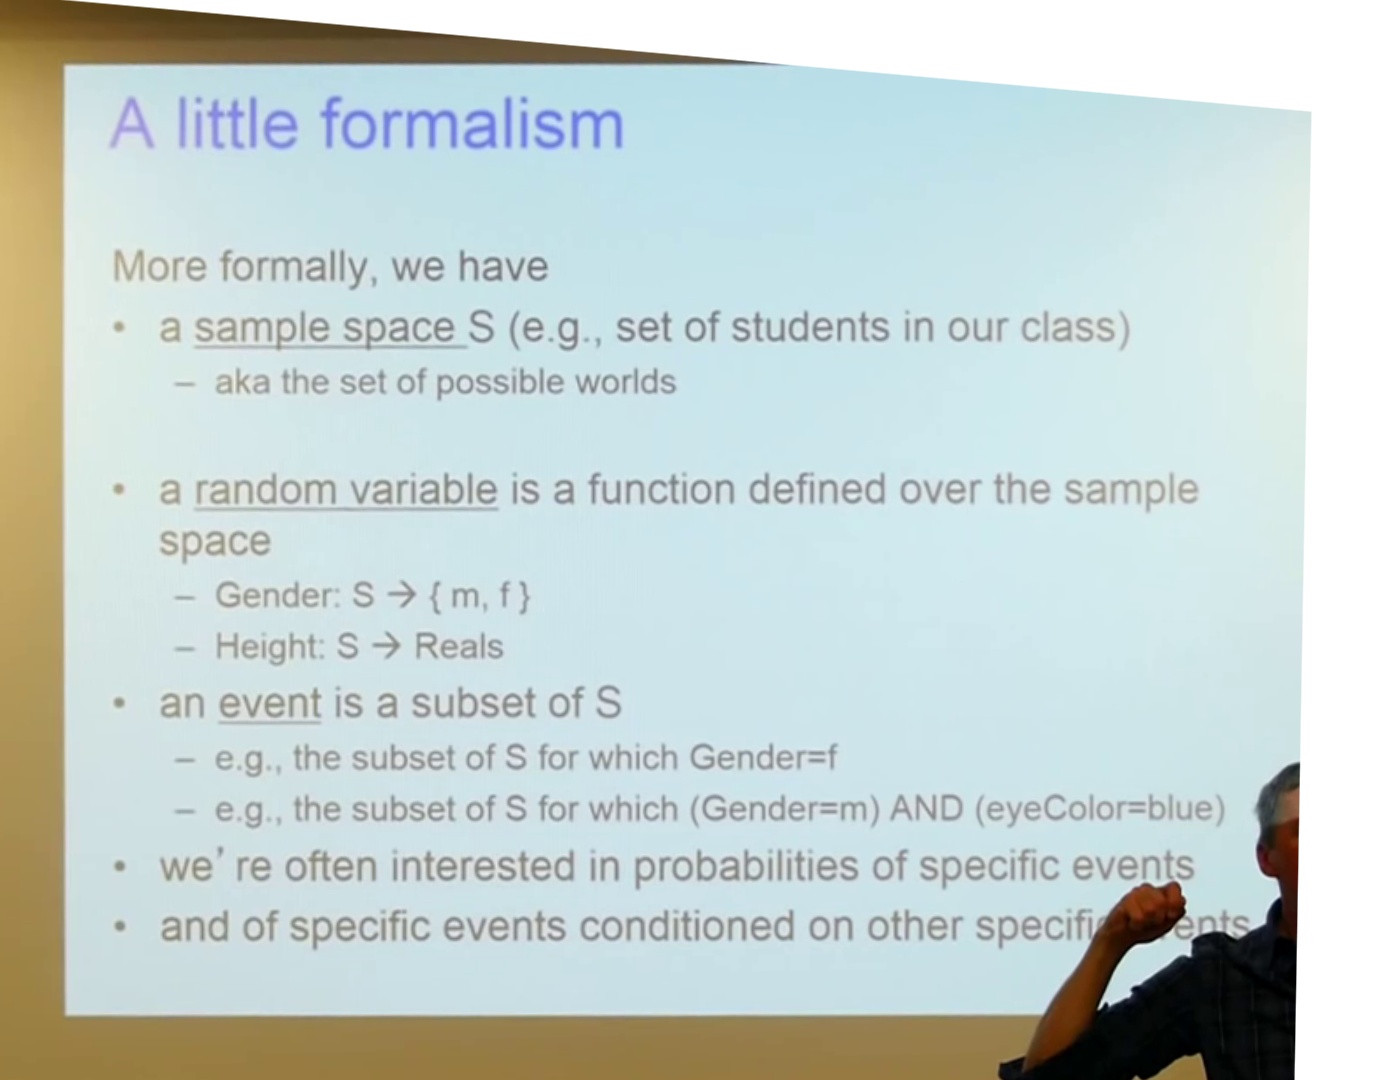 A little formalism
More formally, we have
• a sample space S (e.g., set of students in our class)
– aka the set of possible worlds
• a random variable is a function defined over the sample
space
– Gender: S → { m, f }
– Height: S → Reals
• an event is a subset of S
– e.g., the subset of S for which Gender=f
– e.g., the subset of S for which (Gender=m) AND (eyeColor=blue)
• we’ re often interested in probabilities of specific events
• and of specific events conditioned on other specific events